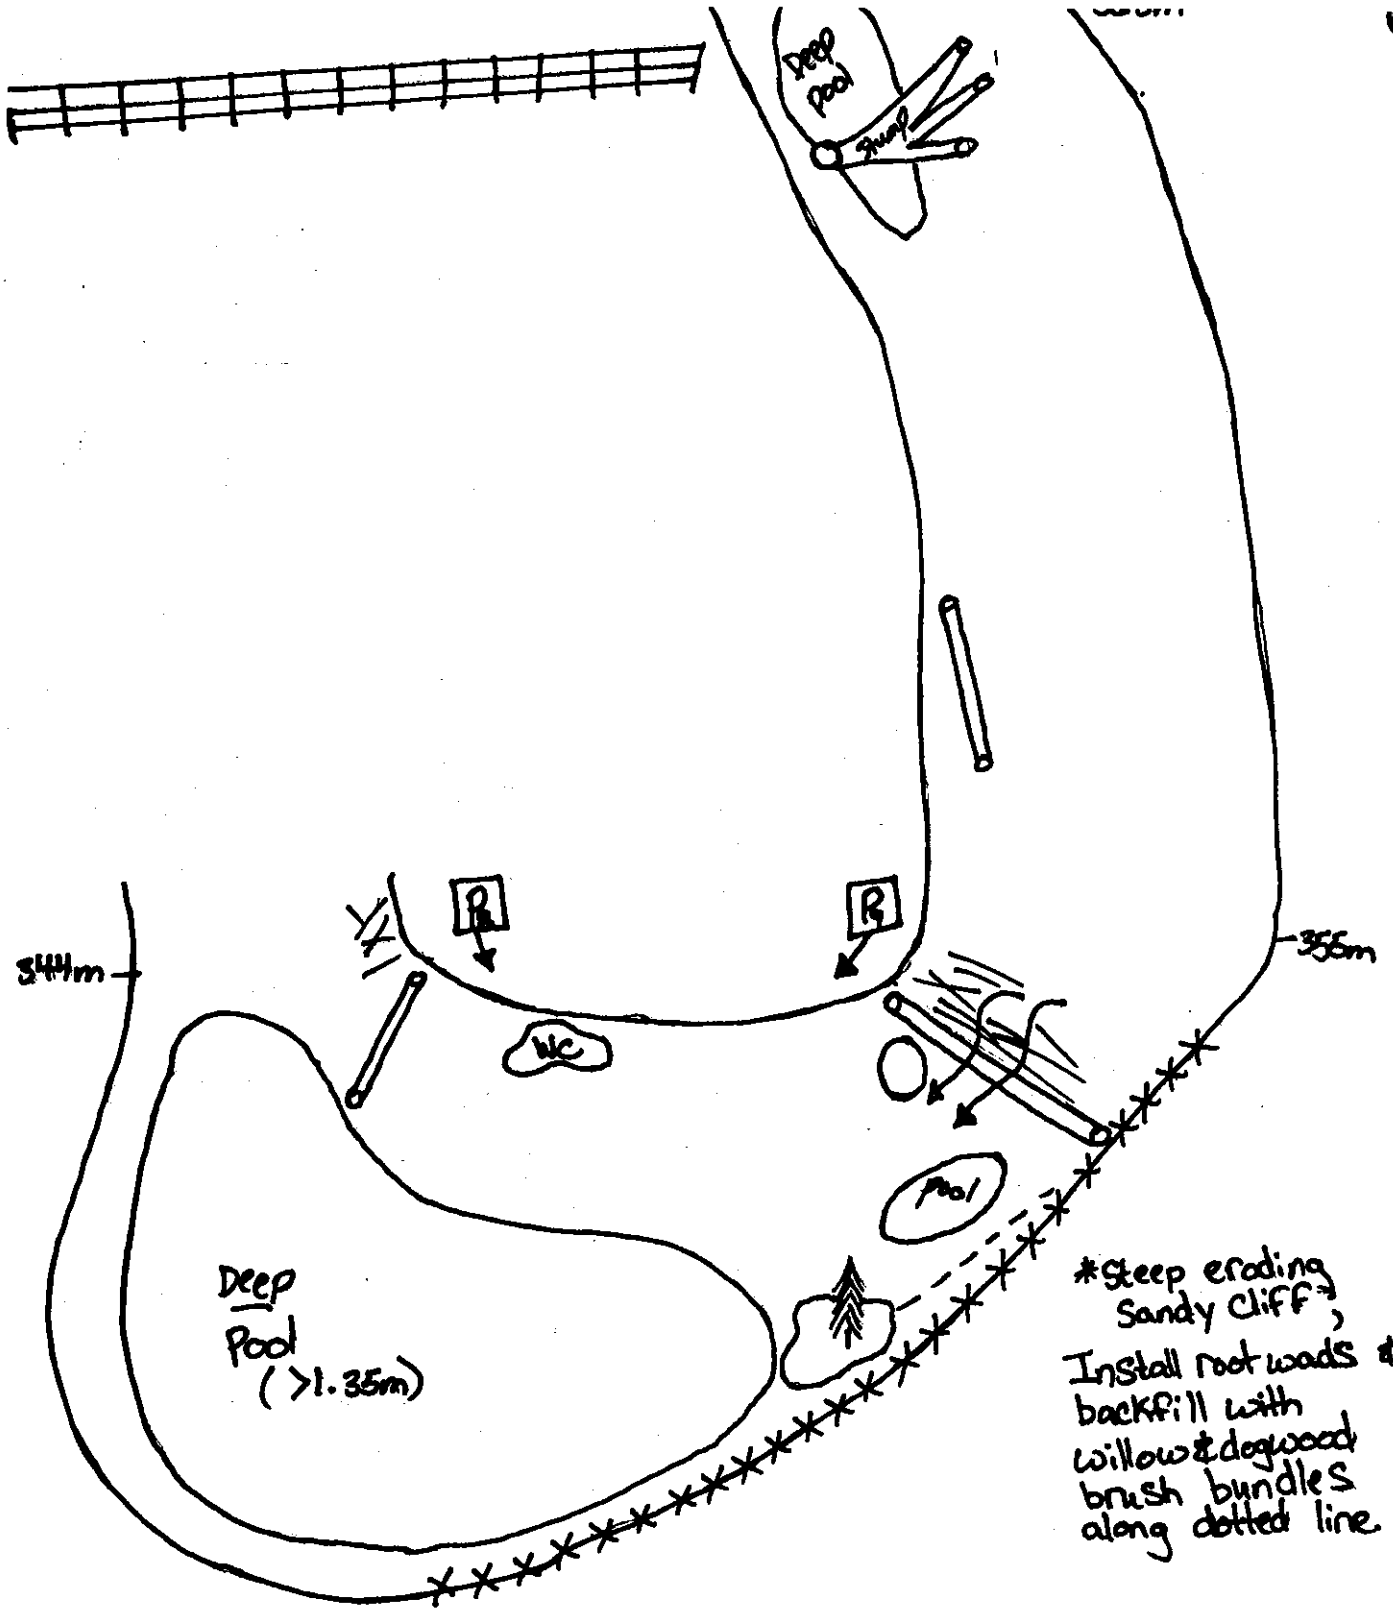 Deep
Pool
Stump
344m
355m
WC
Pool
Deep
Pool
(>1.35m)
*Steep eroding
Sandy Cliff,
Install root wads &
backfill with
willow & dogwood
brush bundles
along dotted line.